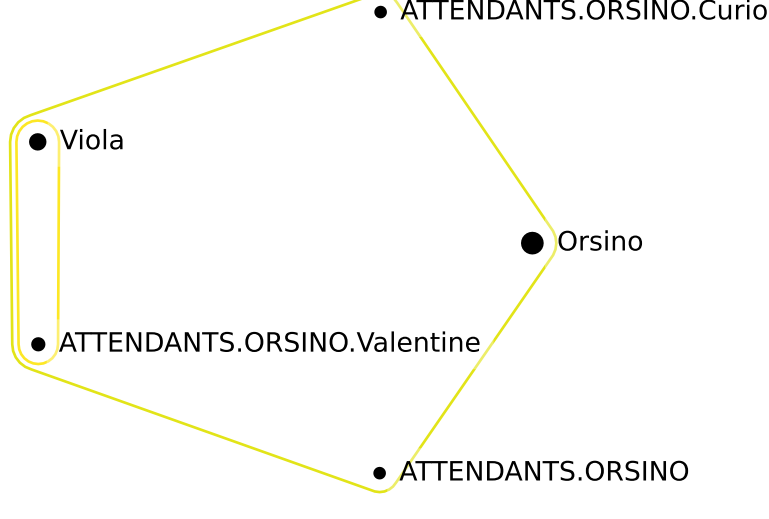 ATTENDANTS.ORSINO.Curio
Viola
Orsino
ATTENDANTS.ORSINO.Valentine
ATTENDANTS.ORSINO